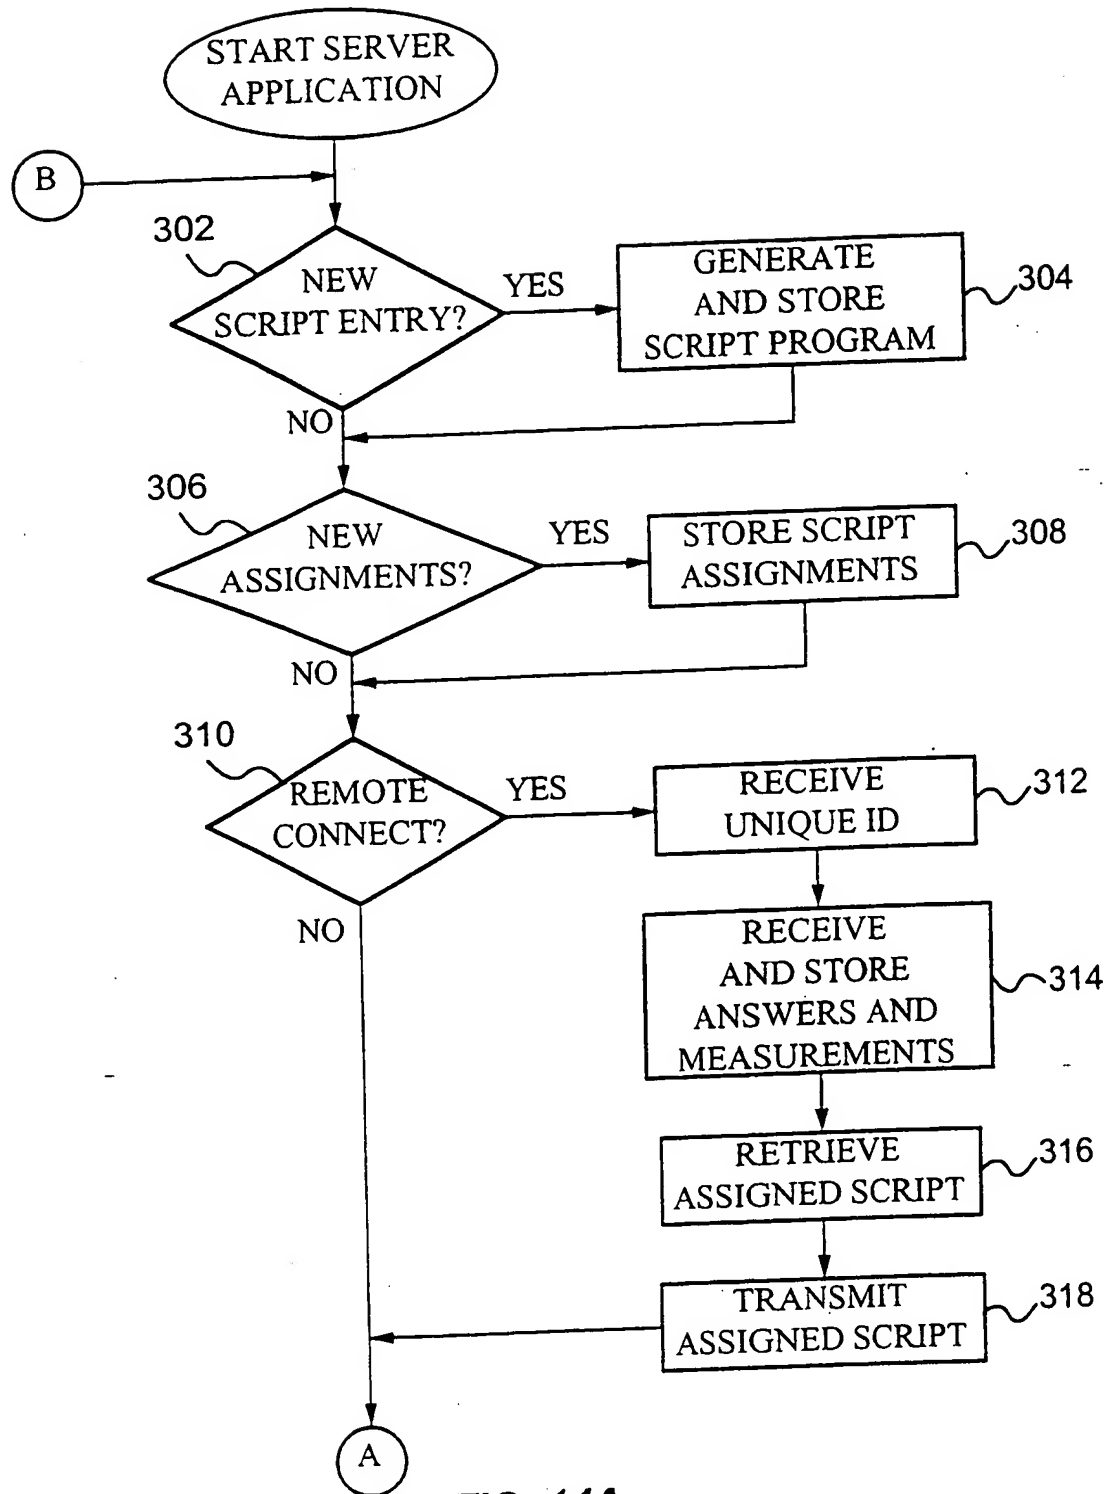 START SERVER
APPLICATION
B
302
NEW
SCRIPT ENTRY?
YES
GENERATE
AND STORE
SCRIPT PROGRAM
304
NO
306
NEW
ASSIGNMENTS?
YES
STORE SCRIPT
ASSIGNMENTS
308
NO
310
REMOTE
CONNECT?
YES
RECEIVE
UNIQUE ID
312
NO
RECEIVE
AND STORE
ANSWERS AND
MEASUREMENTS
314
RETRIEVE
ASSIGNED SCRIPT
316
TRANSMIT
ASSIGNED SCRIPT
318
A